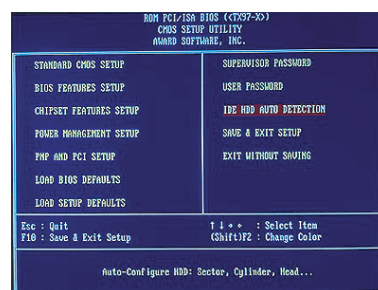 ROM PCI/ISA BIOS (<TX97-X>)
CMOS SETUP UTILITY
AWARD SOFTWARE, INC.
STANDARD CMOS SETUP
BIOS FEATURES SETUP
CHIPSET FEATURES SETUP
POWER MANAGEMENT SETUP
PNP AND PCI SETUP
LOAD BIOS DEFAULTS
LOAD SETUP DEFAULTS
SUPERVISOR PASSWORD
USER PASSWORD
IDE HDD AUTO DETECTION
SAVE & EXIT SETUP
EXIT WITHOUT SAVING
Esc : Quit
F10 : Save & Exit Setup
↑ ↓ → ← : Select Item
(Shift)F2 : Change Color
Auto-Configure HDD: Sector, Cylinder, Head...